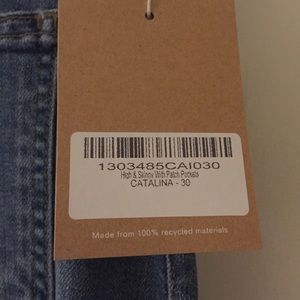 1303485CAI030
High & Skinny With Patch Pockets
CATALINA - 30
Made from 100% recycled materials